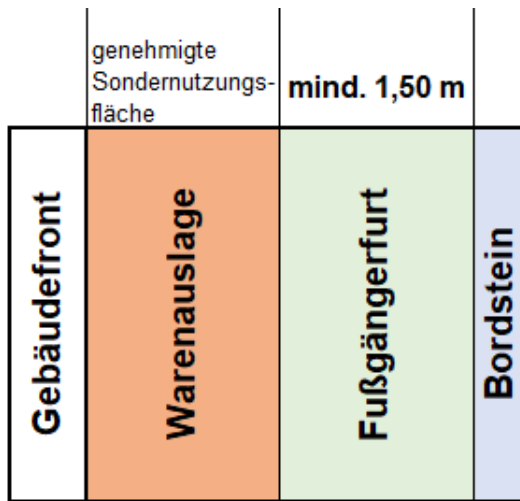 genehmigte
Sondernutzungs-
fläche
mind. 1,50 m
Gebäudefront
Warenauslage
Fußgängerfurt
Bordstein